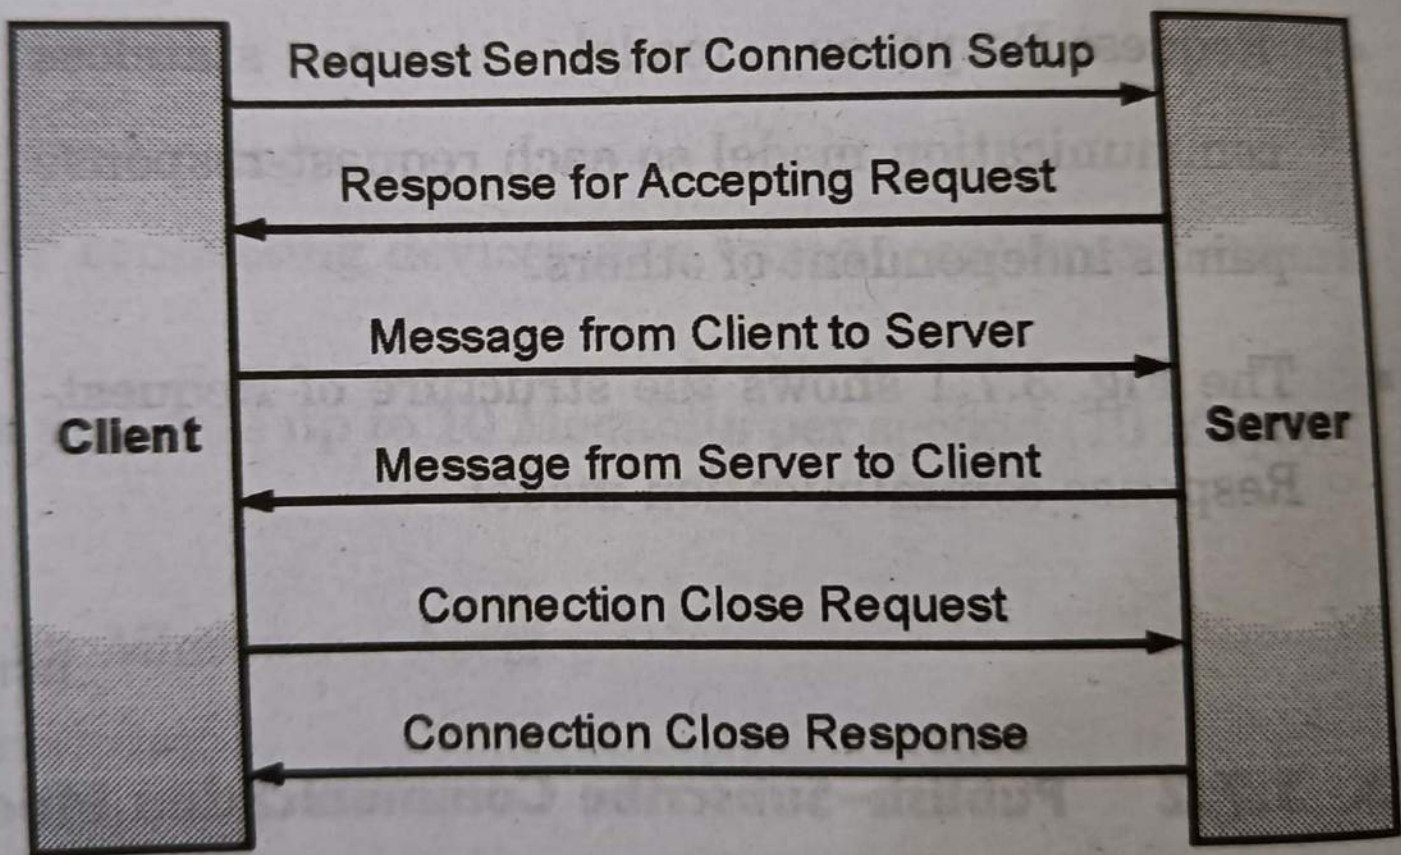 Request Sends for Connection Setup
Response for Accepting Request
Message from Client to Server
Client
Server
Message from Server to Client
Connection Close Request
Connection Close Response